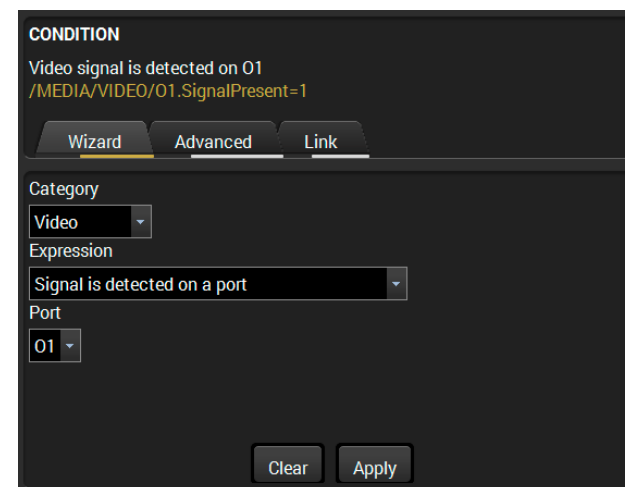 CONDITION
Video signal is detected on O1
/MEDIA/VIDEO/O1.SignalPresent=1
Wizard Advanced Link
Category
Video
Expression
Signal is detected on a port
Port
O1
Clear Apply